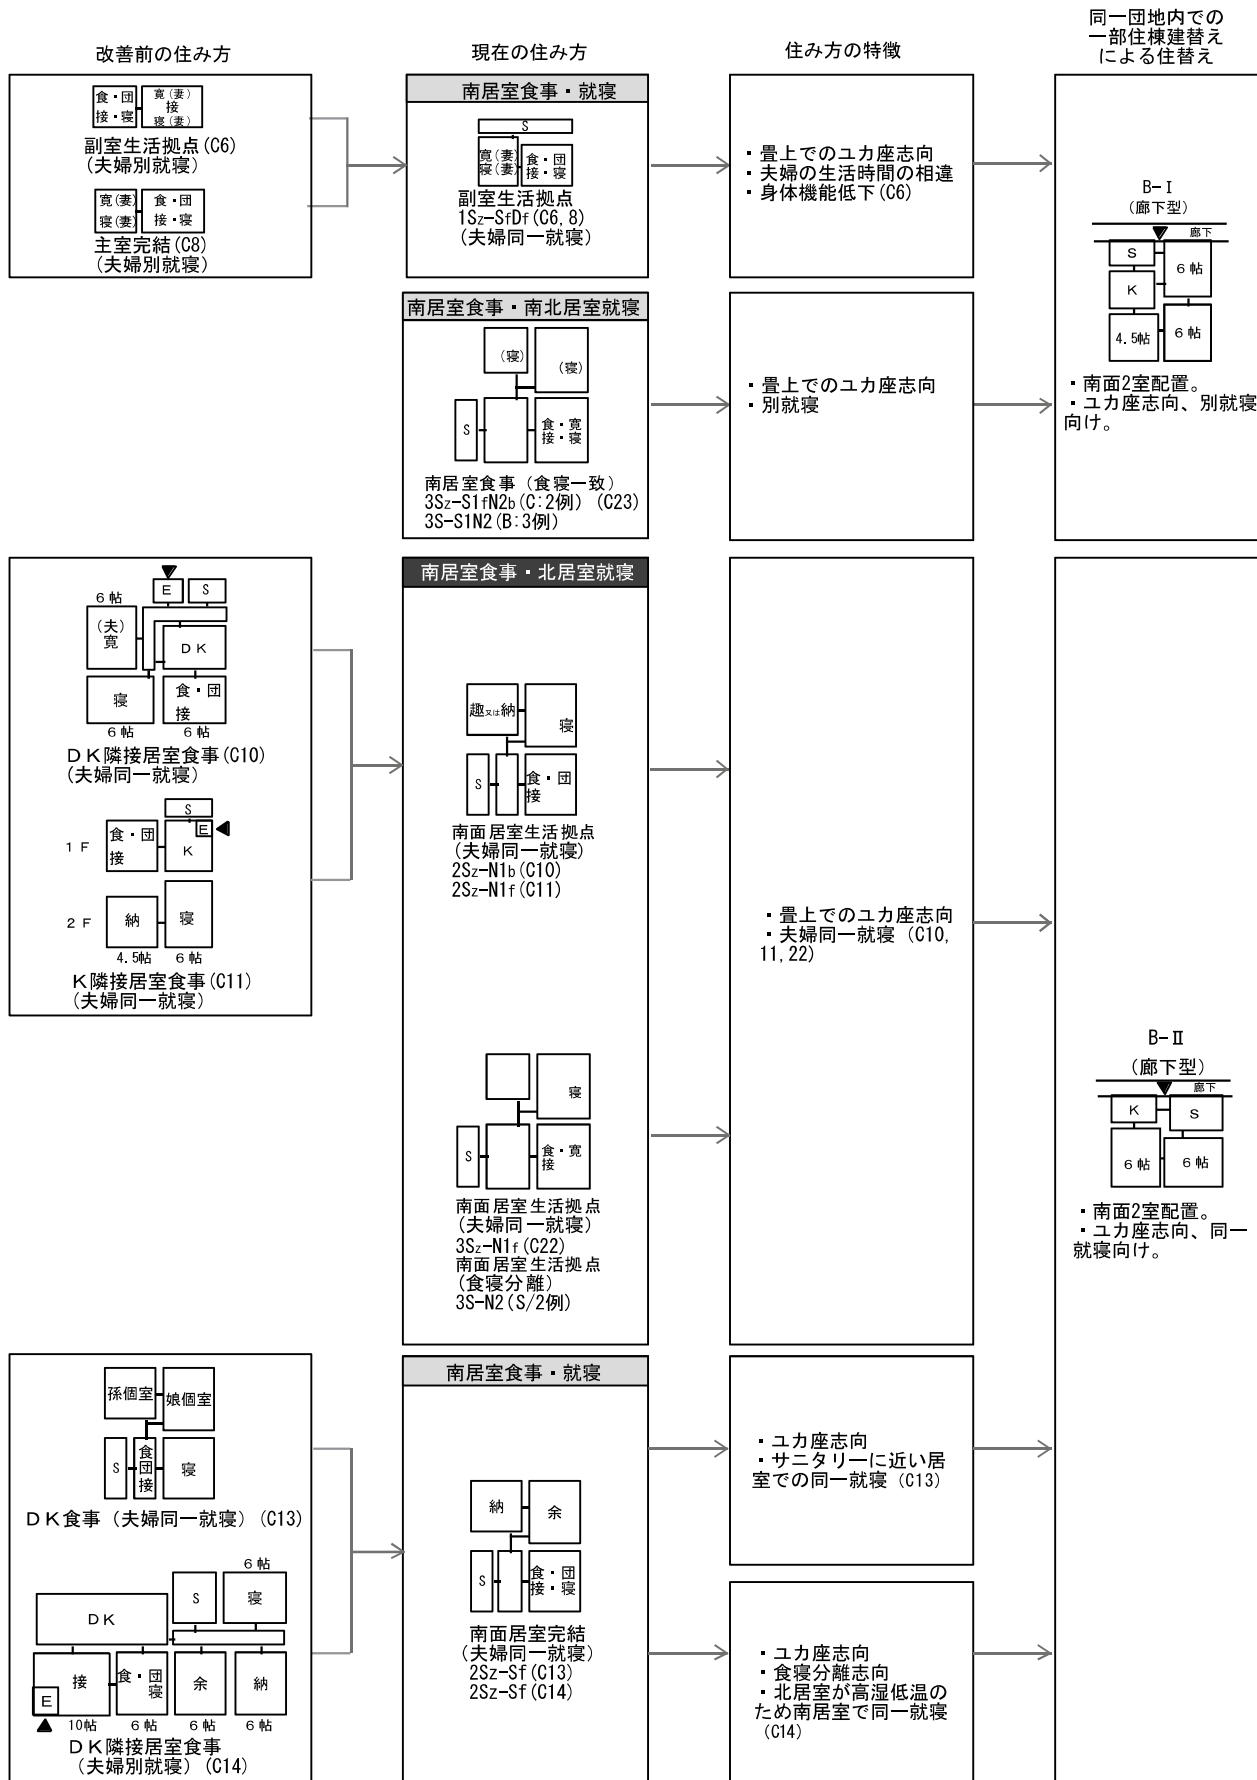 改善前の住み方
現在の住み方
住み方の特徴
同一団地内での
一部住棟建替え
による住替え
食・団
接・寝
寛(妻)
接
寝(妻)
副室生活拠点(C6)
(夫婦別就寝)
寛(妻)
寝(妻)
食・団
接・寝
主室完結(C8)
(夫婦別就寝)
南居室食事・就寝
S
寛(妻)
寝(妻)
食・団
接・寝
副室生活拠点
1Sz-SfDf(C6,8)
(夫婦同一就寝)
・畳上でのユカ座志向
・夫婦の生活時間の相違
・身体機能低下(C6)
B-Ⅰ
(廊下型)
廊下
S
6帖
K
4.5帖
6帖
・南面2室配置。
・ユカ座志向、別就寝
向け。
南居室食事・南北居室就寝
(寝)
(寝)
S
食・寛
接・寝
南居室食事(食寝一致)
3Sz-S1fN2b(C:2例)(C23)
3S-S1N2(B:3例)
・畳上でのユカ座志向
・別就寝
E
S
6帖
(夫)
寛
DK
寝
食・団
接
6帖
6帖
DK隣接居室食事(C10)
(夫婦同一就寝)
S
1F
食・団
接
E
K
2F
納
寝
4.5帖
6帖
K隣接居室食事(C11)
(夫婦同一就寝)
南居室食事・北居室就寝
趣又は納
寝
S
食・団
接
南面居室生活拠点
(夫婦同一就寝)
2Sz-N1b(C10)
2Sz-N1f(C11)
寝
S
食・寛
接
南面居室生活拠点
(夫婦同一就寝)
3Sz-N1f(C22)
南面居室生活拠点
(食寝分離)
3S-N2(S/2例)
・畳上でのユカ座志向
・夫婦同一就寝(C10,
11,22)
B-Ⅱ
(廊下型)
廊下
K
S
6帖
6帖
・南面2室配置。
・ユカ座志向、同一
就寝向け。
孫個室
娘個室
S
食
団
接
寝
DK食事(夫婦同一就寝)(C13)
6帖
DK
S
寝
接
食・団
寝
余
納
E
10帖
6帖
6帖
6帖
DK隣接居室食事
(夫婦別就寝)(C14)
南居室食事・就寝
納
余
S
食・団
接・寝
南面居室完結
(夫婦同一就寝)
2Sz-Sf(C13)
2Sz-Sf(C14)
・ユカ座志向
・サニタリーに近い居
室での同一就寝(C13)
・ユカ座志向
・食寝分離志向
・北居室が高湿低温の
ため南居室で同一就寝
(C14)